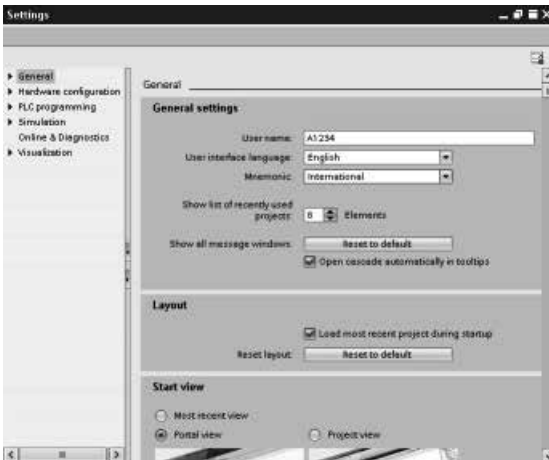 Settings
General
Hardware configuration
PLC programming
Simulation
Online & Diagnostics
Visualization
General
General settings
User name: A1234
User interface language: English
Mnemonic: International
Show list of recently used projects: 8 Elements
Show all message windows: Reset to default
Open cascade automatically in tooltips
Layout
Load most recent project during startup
Reset layout: Reset to default
Start view
Most recent view
Portal view
Project view